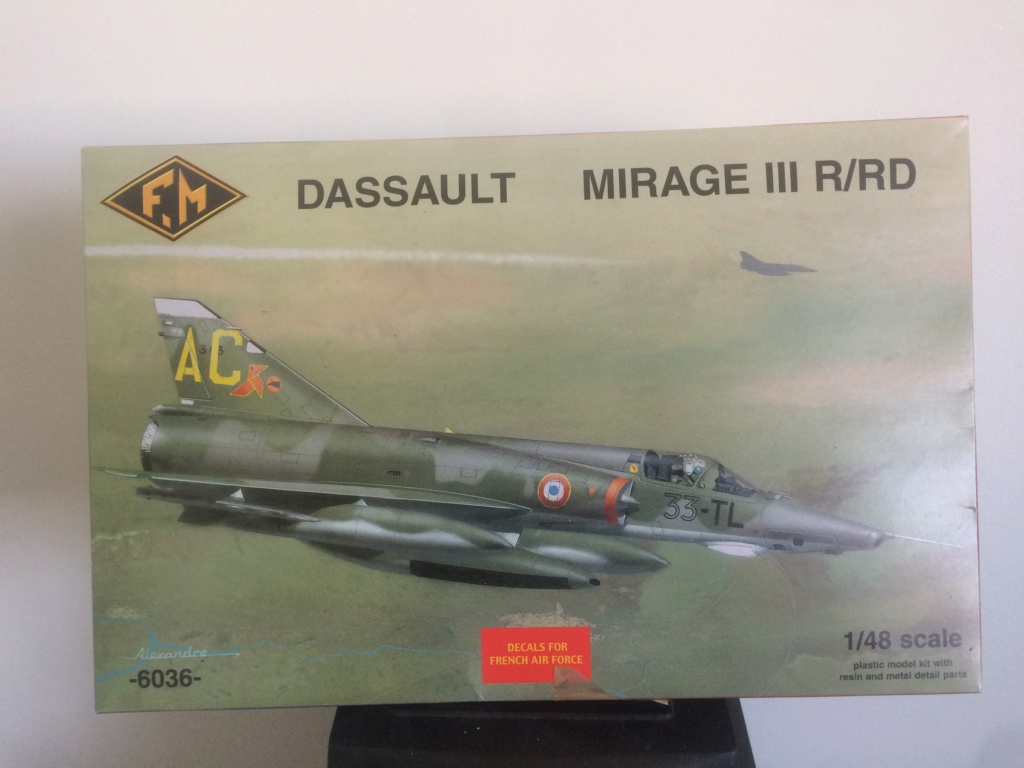 F.M
DASSAULT MIRAGE III R/RD
AC
33-TL
Alexandre
-6036-
DECALS FOR
FRENCH AIR FORCE
1/48 scale
plastic model kit with
resin and metal detail parts